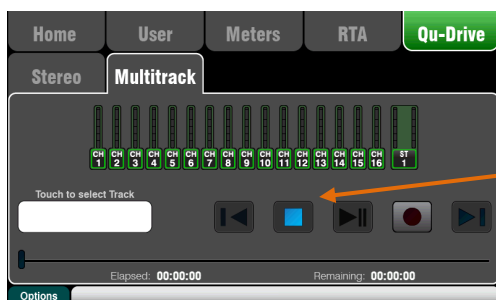 Home User Meters RTA Qu-Drive
Stereo Multitrack
CH 1 CH 2 CH 3 CH 4 CH 5 CH 6 CH 7 CH 8 CH 9 CH 10 CH 11 CH 12 CH 13 CH 14 CH 15 CH 16 ST 1
Touch to select Track
Elapsed: 00:00:00 Remaining: 00:00:00
Options